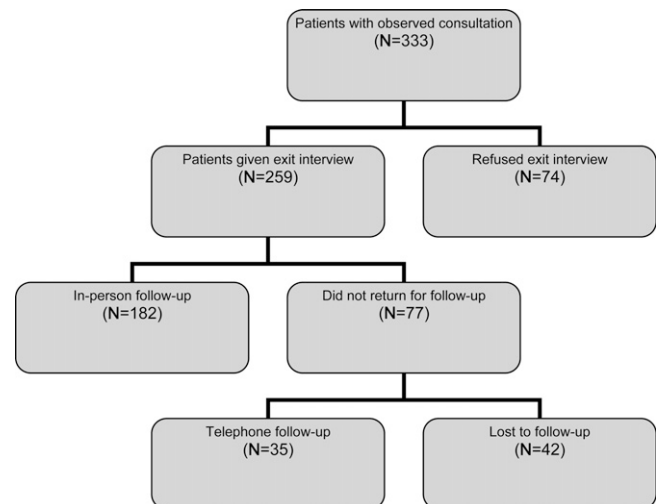 Patients with observed consultation
(N=333)
Patients given exit interview
(N=259)
Refused exit interview
(N=74)
In-person follow-up
(N=182)
Did not return for follow-up
(N=77)
Telephone follow-up
(N=35)
Lost to follow-up
(N=42)